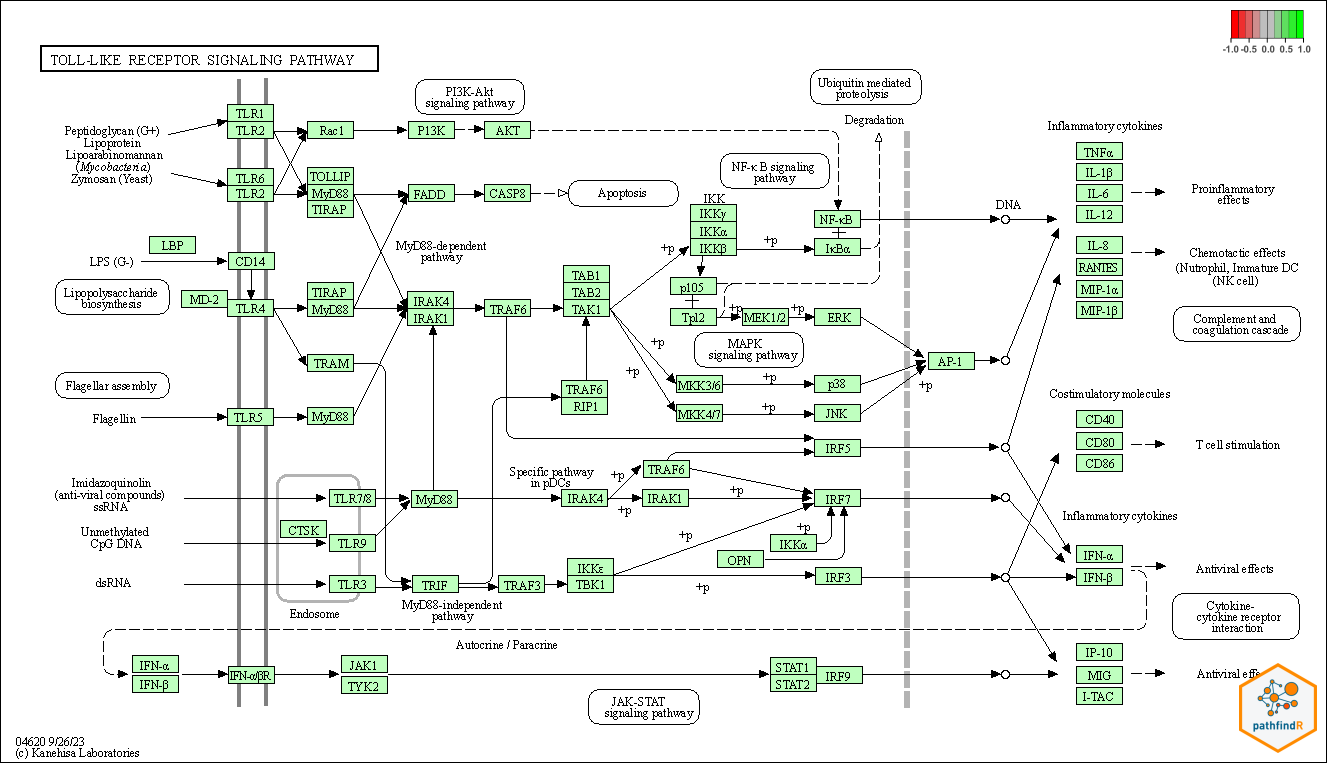 -1.0 -0.5 0.0 0.5 1.0
TOLL-LIKE RECEPTOR SIGNALING PATHWAY
PI3K-Akt
signaling pathway
Ubiquitin mediated
proteolysis
Degradation
TLR1
TLR2
Peptidoglycan (G+)
Lipoprotein
Lipoarabinomannan
(Mycobacteria)
Zymosan (Yeast)
TLR6
TLR2
Rac1
P13K
AKT
TOLLIP
MyD88
TIRAP
FADD
CASP8
Apoptosis
NF-κB signaling
pathway
IKK
IKKγ
IKKα
IKKβ
+p
+p
NF-κB
IκBα
DNA
Inflammatory cytokines
TNFα
IL-1β
IL-6
IL-12
Proinflammatory
effects
IL-8
RANTES
MIP-1α
MIP-1β
Chemotactic effects
(Nutrophil, Immature DC
(NK cell)
LBP
LPS (G-)
CD14
MyD88-dependent
pathway
Lipopolysaccharide
biosynthesis
MD-2
TLR4
TIRAP
MyD88
IRAK4
IRAK1
TRAF6
TAB1
TAB2
TAK1
p105
Tpl2
+p
MEK1/2
+p
ERK
MAPK
signaling pathway
Complement and
coagulation cascade
TRAM
+p
+p
MKK3/6
+p
p38
AP-1
+p
Flagellar assembly
TRAF6
RIP1
MKK4/7
+p
JNK
Flagellin
TLR5
MyD88
Costimulatory molecules
CD40
CD80
CD86
T cell stimulation
IRF5
Imidazoquinolin
(anti-viral compounds)
ssRNA
TLR7/8
MyD88
Specific pathway
in pDCs
IRAK4
+p
+p
TRAF6
IRAK1
+p
IRF7
Unmethylated
CpG DNA
CTSK
TLR9
+p
IKKα
+p
OPN
Inflammatory cytokines
IFN-α
IFN-β
Antiviral effects
dsRNA
TLR3
TRIF
TRAF3
IKKε
TBK1
+p
IRF3
Endosome
MyD88-independent
pathway
Cytokine-
cytokine receptor
interaction
Autocrine / Paracrine
IFN-α
IFN-β
IFN-α/βR
JAK1
TYK2
STAT1
STAT2
IRF9
IP-10
MIG
I-TAC
Antiviral
JAK-STAT
signaling pathway
pathfindR
04620 9/26/23
(c) Kanehisa Laboratories